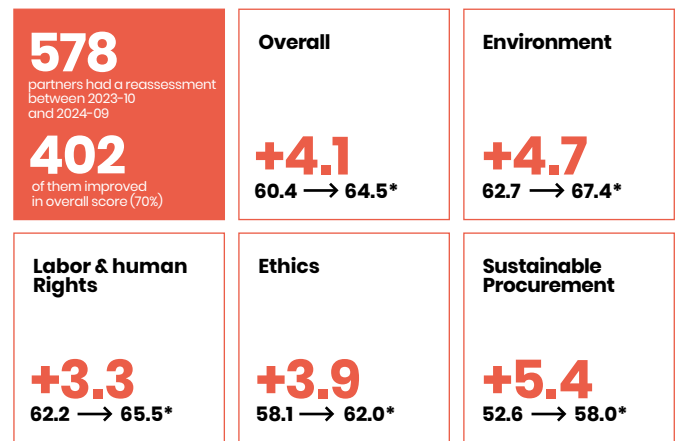 578
partners had a reassessment
between 2023-10
and 2024-09
402
of them improved
in overall score (70%)
Overall
+4.1
60.4 ⟶ 64.5*
Environment
+4.7
62.7 ⟶ 67.4*
Labor & human
Rights
+3.3
62.2 ⟶ 65.5*
Ethics
+3.9
58.1 ⟶ 62.0*
Sustainable
Procurement
+5.4
52.6 ⟶ 58.0*